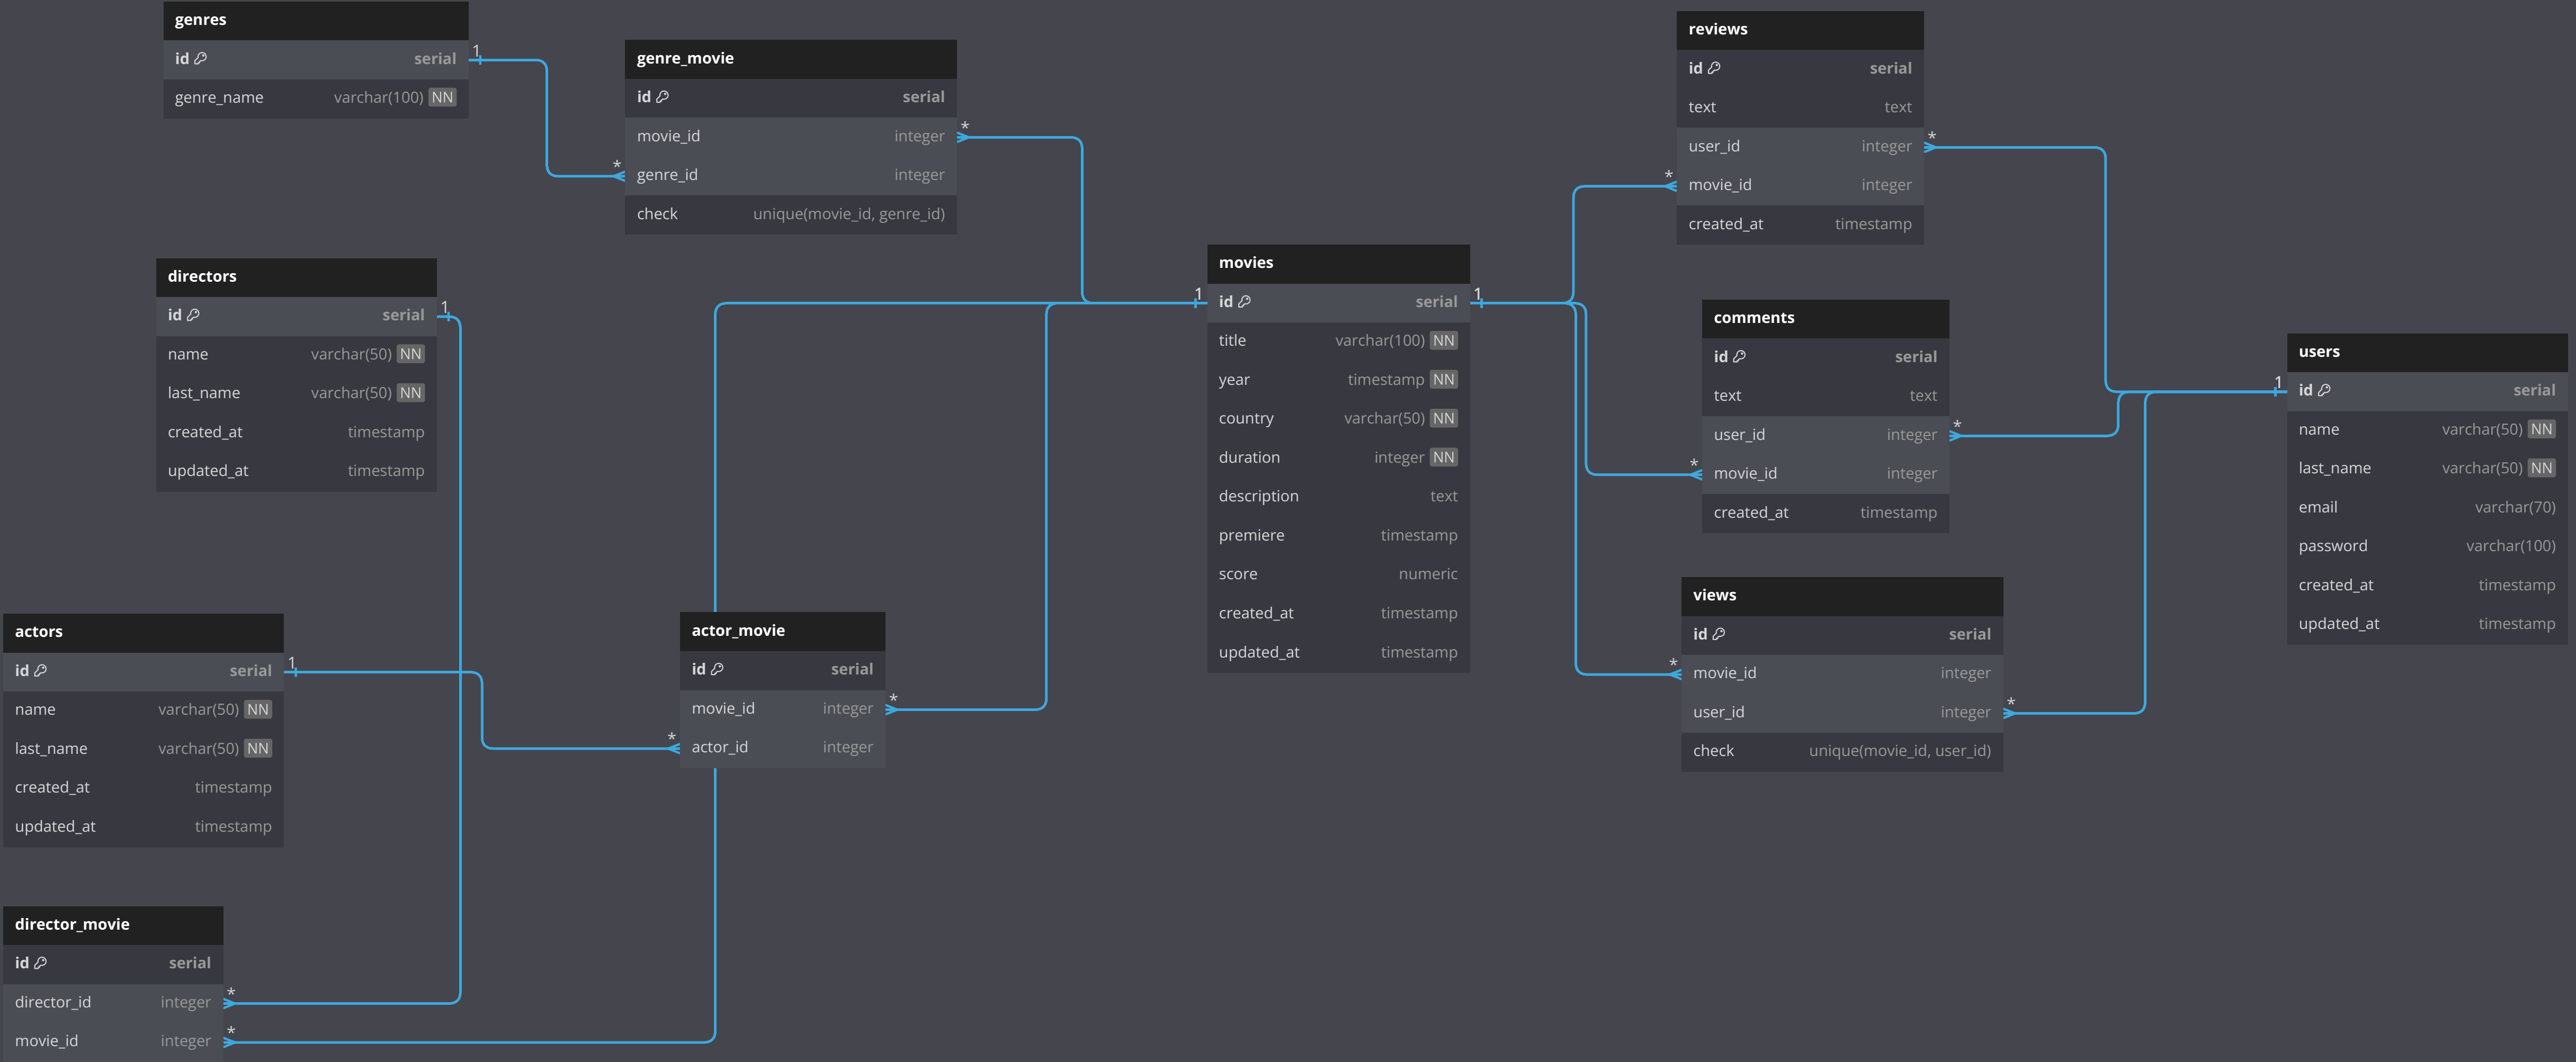 genres
id serial
genre_name varchar(100) NN
1
*
genre_movie
id serial
movie_id integer
genre_id integer
check unique(movie_id, genre_id)
*
directors
id serial
name varchar(50) NN
last_name varchar(50) NN
created_at timestamp
updated_at timestamp
1
actors
id serial
name varchar(50) NN
last_name varchar(50) NN
created_at timestamp
updated_at timestamp
1
director_movie
id serial
director_id integer
movie_id integer
*
*
*
actor_movie
id serial
movie_id integer
actor_id integer
*
1
movies
id serial
title varchar(100) NN
year timestamp NN
country varchar(50) NN
duration integer NN
description text
premiere timestamp
score numeric
created_at timestamp
updated_at timestamp
1
*
reviews
id serial
text text
user_id integer
movie_id integer
created_at timestamp
*
*
comments
id serial
text text
user_id integer
movie_id integer
created_at timestamp
*
*
views
id serial
movie_id integer
user_id integer
check unique(movie_id, user_id)
*
1
users
id serial
name varchar(50) NN
last_name varchar(50) NN
email varchar(70)
password varchar(100)
created_at timestamp
updated_at timestamp